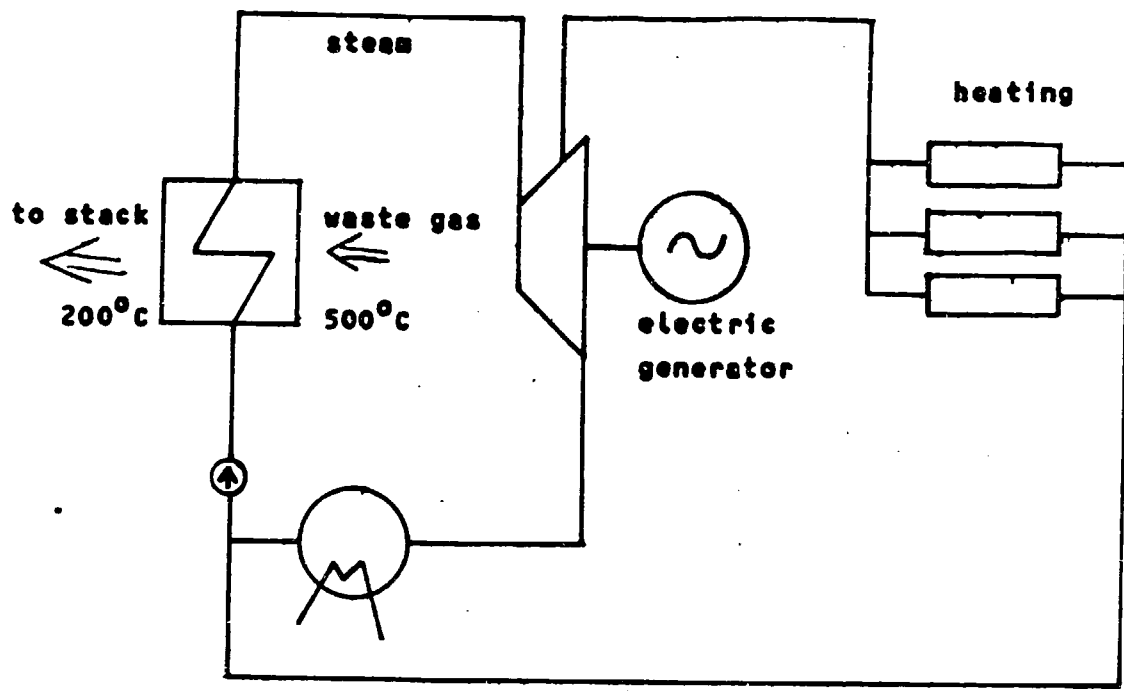 steam
heating
to stack
waste gas
200°C
500°C
electric
generator